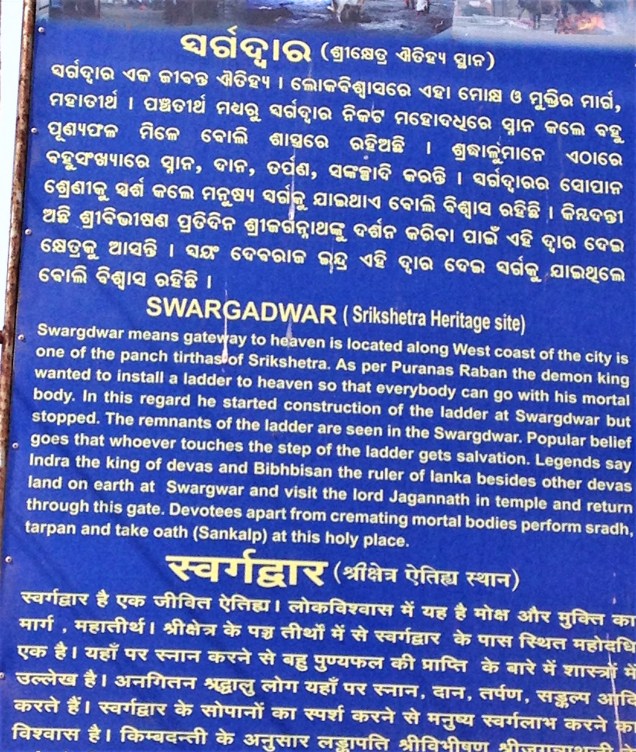 ସ୍ୱର୍ଗଦ୍ୱାର (ଶ୍ରୀକ୍ଷେତ୍ର ଐତିହ୍ୟ ସ୍ଥାନ)
ସ୍ୱର୍ଗଦ୍ୱାର ଏକ ଜୀବନ୍ତ ଐତିହ୍ୟ । ଲୋକବିଶ୍ୱାସରେ ଏହା ମୋକ୍ଷ ଓ ମୁକ୍ତିର ମାର୍ଗ,
ମହାତୀର୍ଥ । ପଞ୍ଚତୀର୍ଥ ମଧ୍ୟରୁ ସ୍ୱର୍ଗଦ୍ୱାର ନିକଟ ମହୋଦଧିରେ ସ୍ନାନ କଲେ ବହୁ
ପୂଣ୍ୟଫଳ ମିଳେ ବୋଲି ଶାସ୍ତ୍ରରେ ରହିଅଛି । ଶ୍ରଦ୍ଧାଳୁମାନେ ଏଠାରେ
ବହୁସଂଖ୍ୟାରେ ସ୍ନାନ, ଦାନ, ତର୍ପଣ, ସଙ୍କଳ୍ପାଦି କରନ୍ତି । ସ୍ୱର୍ଗଦ୍ୱାରର ସୋପାନ
ଶ୍ରେଣୀକୁ ସ୍ପର୍ଶ କଲେ ମନୁଷ୍ୟ ସ୍ୱର୍ଗକୁ ଯାଇଥାଏ ବୋଲି ବିଶ୍ୱାସ ରହିଛି । କିମ୍ବଦନ୍ତୀ
ଅଛି ଶ୍ରୀବିଭୀଷଣ ପ୍ରତିଦିନ ଶ୍ରୀଜଗନ୍ନାଥଙ୍କୁ ଦର୍ଶନ କରିବା ପାଇଁ ଏହି ଦ୍ୱାର ଦେଇ
କ୍ଷେତ୍ରକୁ ଆସନ୍ତି । ସ୍ୱୟଂ ଦେବରାଜ ଇନ୍ଦ୍ର ଏହି ଦ୍ୱାର ଦେଇ ସ୍ୱର୍ଗକୁ ଯାଇଥିଲେ
ବୋଲି ବିଶ୍ୱାସ ରହିଛି ।
SWARGADWAR ( Srikshetra Heritage site)
Swargdwar means gateway to heaven is located along West coast of the city is
one of the panch tirthas of Srikshetra. As per Puranas Raban the demon king
wanted to install a ladder to heaven so that everybody can go with his mortal
body. In this regard he started construction of the ladder at Swargdwar but
stopped. The remnants of the ladder are seen in the Swargdwar. Popular belief
goes that whoever touches the step of the ladder gets salvation. Legends say
Indra the king of devas and Bibhbisan the ruler of lanka besides other devas
land on earth at Swargwar and visit the lord Jagannath in temple and return
through this gate. Devotees apart from cremating mortal bodies perform sradh,
tarpan and take oath (Sankalp) at this holy place.
स्वर्गद्वार (श्रीक्षेत्र ऐतिह्य स्थान)
स्वर्गद्वार है एक जीवित ऐतिह्य। लोकविश्वास में यह है मोक्ष और मुक्ति का
मार्ग , महातीर्थ। श्रीक्षेत्र के पञ्च तीर्थों में से स्वर्गद्वार के पास स्थित महोदधि
एक है। यहाँ पर स्नान करने से बहु पुण्यफल की प्राप्ति के बारे में शास्त्रों में
उल्लेख है। अनगितन श्रद्धालु लोग यहाँ पर स्नान, दान, तर्पण, सङ्कल्प आदि
करते हैं। स्वर्गद्वार के सोपानों का स्पर्श करने से मनुष्य स्वर्गलाभ करने का
विश्वास है। किम्बदन्ती के अनुसार लङ्कापति श्रीविभीषण